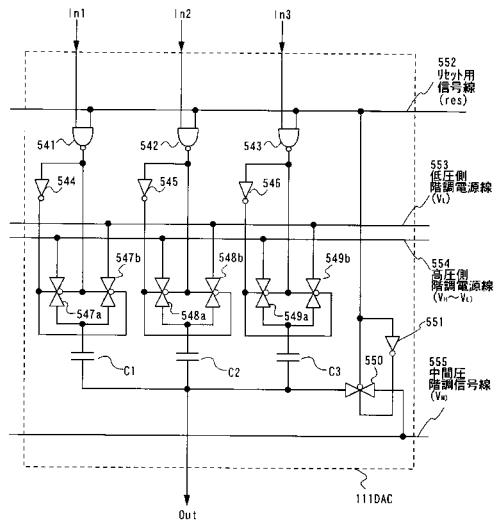 In1
In2
In3
552
リセット用
信号線
(res)
541
542
543
544
545
546
553
低圧側
階調電源線
(VL)
547b
548b
549b
554
高圧側
階調電源線
(VH〜VL)
547a
548a
549a
551
550
555
中間圧
階調信号線
(VM)
C1
C2
C3
111DAC
Out